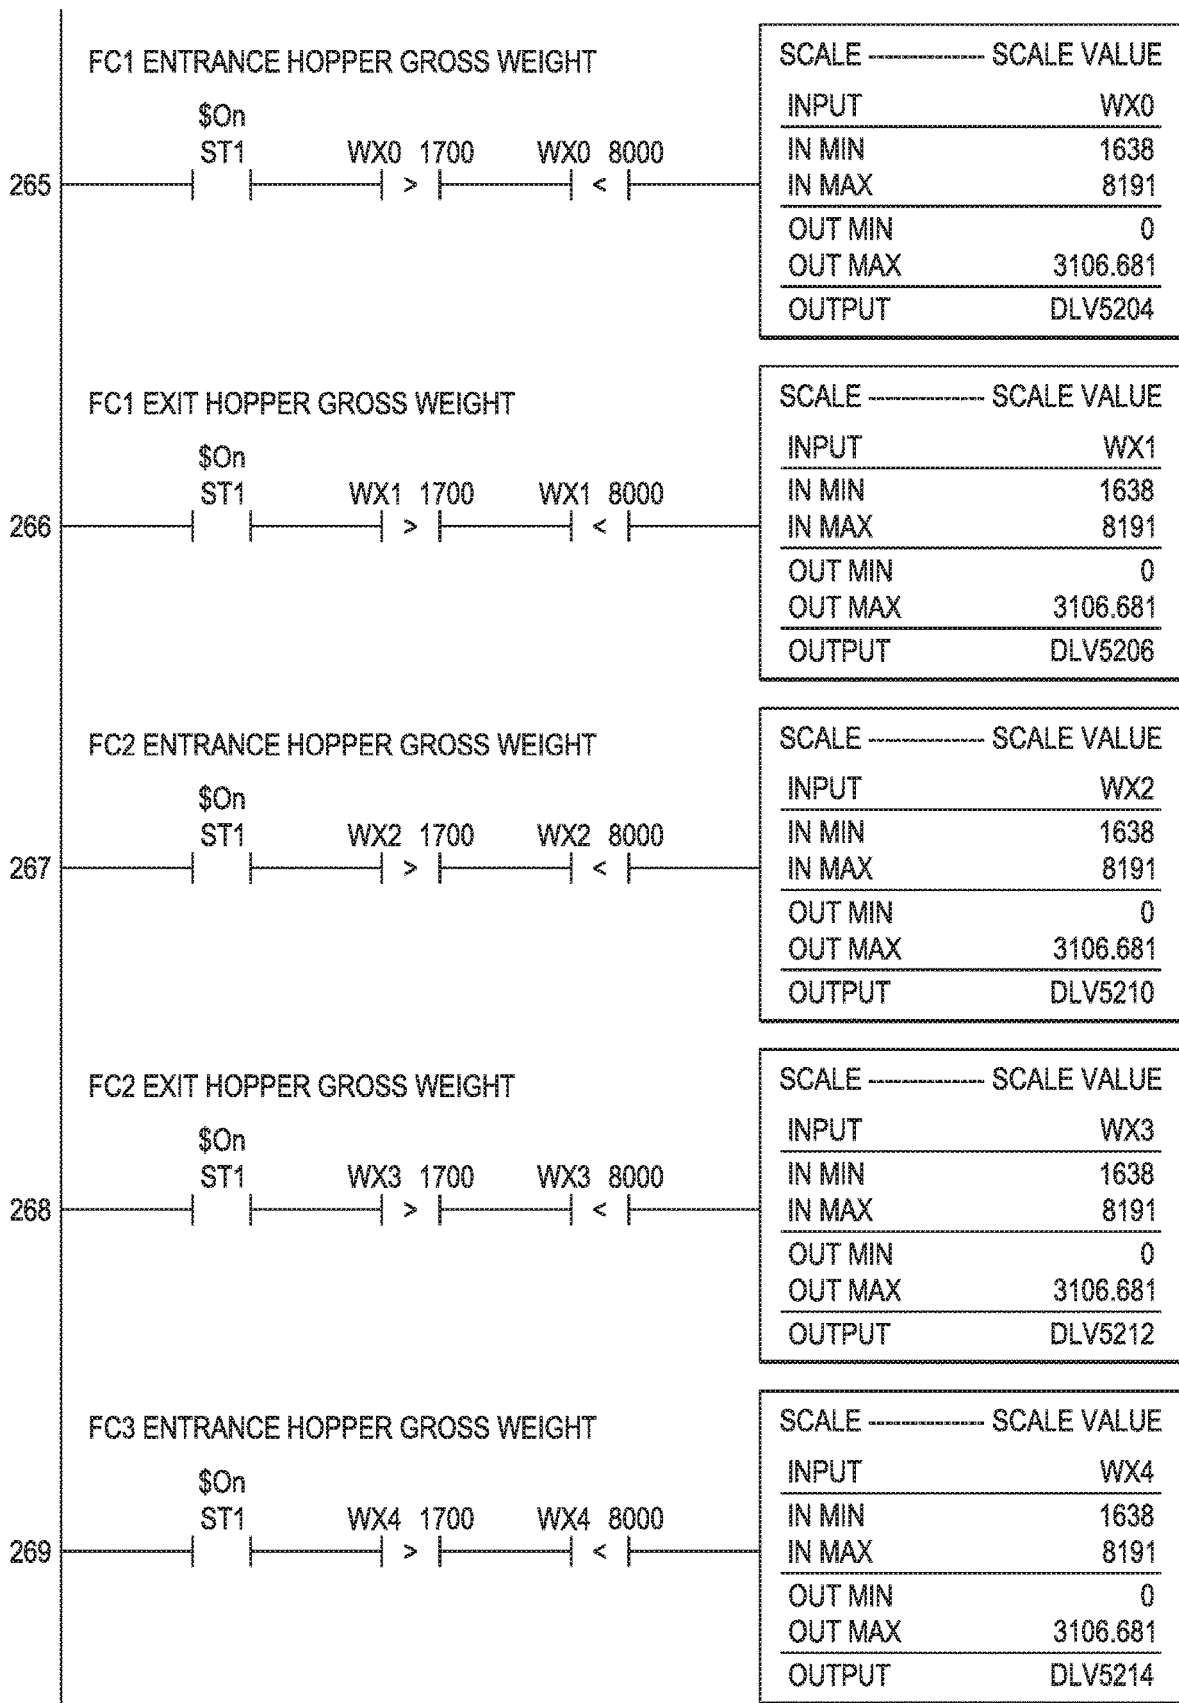 FC1 ENTRANCE HOPPER GROSS WEIGHT
$On
ST1 WX0 1700 WX0 8000
265 > <
SCALE ------------ SCALE VALUE
INPUT WX0
IN MIN 1638
IN MAX 8191
OUT MIN 0
OUT MAX 3106.681
OUTPUT DLV5204
FC1 EXIT HOPPER GROSS WEIGHT
$On
ST1 WX1 1700 WX1 8000
266 > <
SCALE ------------ SCALE VALUE
INPUT WX1
IN MIN 1638
IN MAX 8191
OUT MIN 0
OUT MAX 3106.681
OUTPUT DLV5206
FC2 ENTRANCE HOPPER GROSS WEIGHT
$On
ST1 WX2 1700 WX2 8000
267 > <
SCALE ------------ SCALE VALUE
INPUT WX2
IN MIN 1638
IN MAX 8191
OUT MIN 0
OUT MAX 3106.681
OUTPUT DLV5210
FC2 EXIT HOPPER GROSS WEIGHT
$On
ST1 WX3 1700 WX3 8000
268 > <
SCALE ------------ SCALE VALUE
INPUT WX3
IN MIN 1638
IN MAX 8191
OUT MIN 0
OUT MAX 3106.681
OUTPUT DLV5212
FC3 ENTRANCE HOPPER GROSS WEIGHT
$On
ST1 WX4 1700 WX4 8000
269 > <
SCALE ------------ SCALE VALUE
INPUT WX4
IN MIN 1638
IN MAX 8191
OUT MIN 0
OUT MAX 3106.681
OUTPUT DLV5214